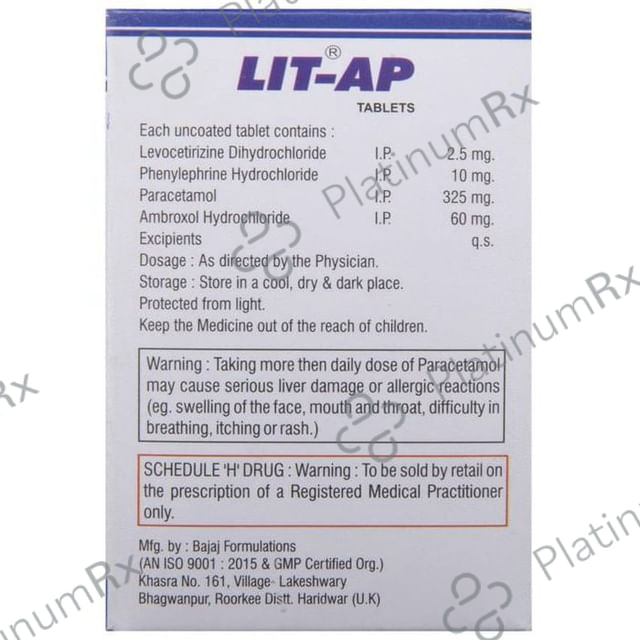 LIT-AP®
TABLETS
Each uncoated tablet contains :
Levocetirizine Dihydrochloride I.P. 2.5 mg.
Phenylephrine Hydrochloride I.P. 10 mg.
Paracetamol I.P. 325 mg.
Ambroxol Hydrochloride I.P. 60 mg.
Excipients q.s.
Dosage : As directed by the Physician.
Storage : Store in a cool, dry & dark place.
Protected from light.
Keep the Medicine out of the reach of children.
Warning : Taking more then daily dose of Paracetamol
may cause serious liver damage or allergic reactions
(eg. swelling of the face, mouth and throat, difficulty in
breathing, itching or rash.)
SCHEDULE 'H' DRUG : Warning : To be sold by retail on
the prescription of a Registered Medical Practitioner
only.
Mfg. by : Bajaj Formulations
(AN ISO 9001 : 2015 & GMP Certified Org.)
Khasra No. 161, Village- Lakeshwary
Bhagwanpur, Roorkee Distt. Haridwar (U.K)
PlatinumRx
PlatinumRx
PlatinumRx
PlatinumRx